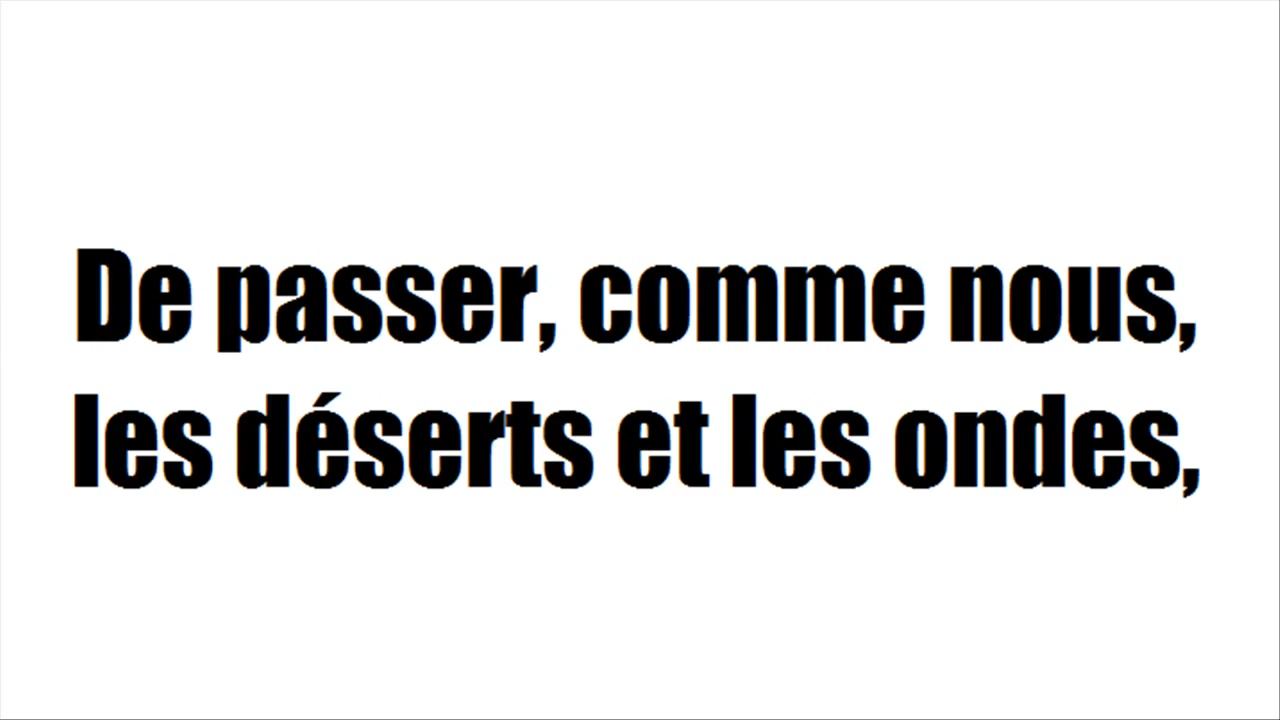 De passer, comme nous,
les déserts et les ondes,